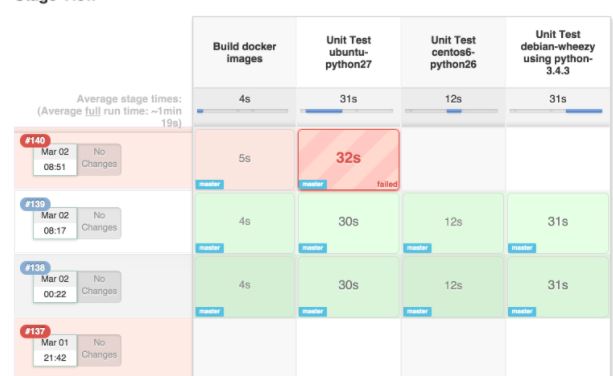 Build docker
images
Unit Test
ubuntu-
python27
Unit Test
centos6-
python26
Unit Test
debian-wheezy
using python-
3.4.3
Average stage times:
(Average full run time: ~1min
19s)
4s
31s
12s
31s
#140
Mar 02
08:51
No
Changes
5s
master
32s
master
failed
#139
Mar 02
08:17
No
Changes
4s
master
30s
master
12s
master
31s
master
#138
Mar 02
00:22
No
Changes
4s
master
30s
master
12s
master
31s
master
#137
Mar 01
21:42
No
Changes